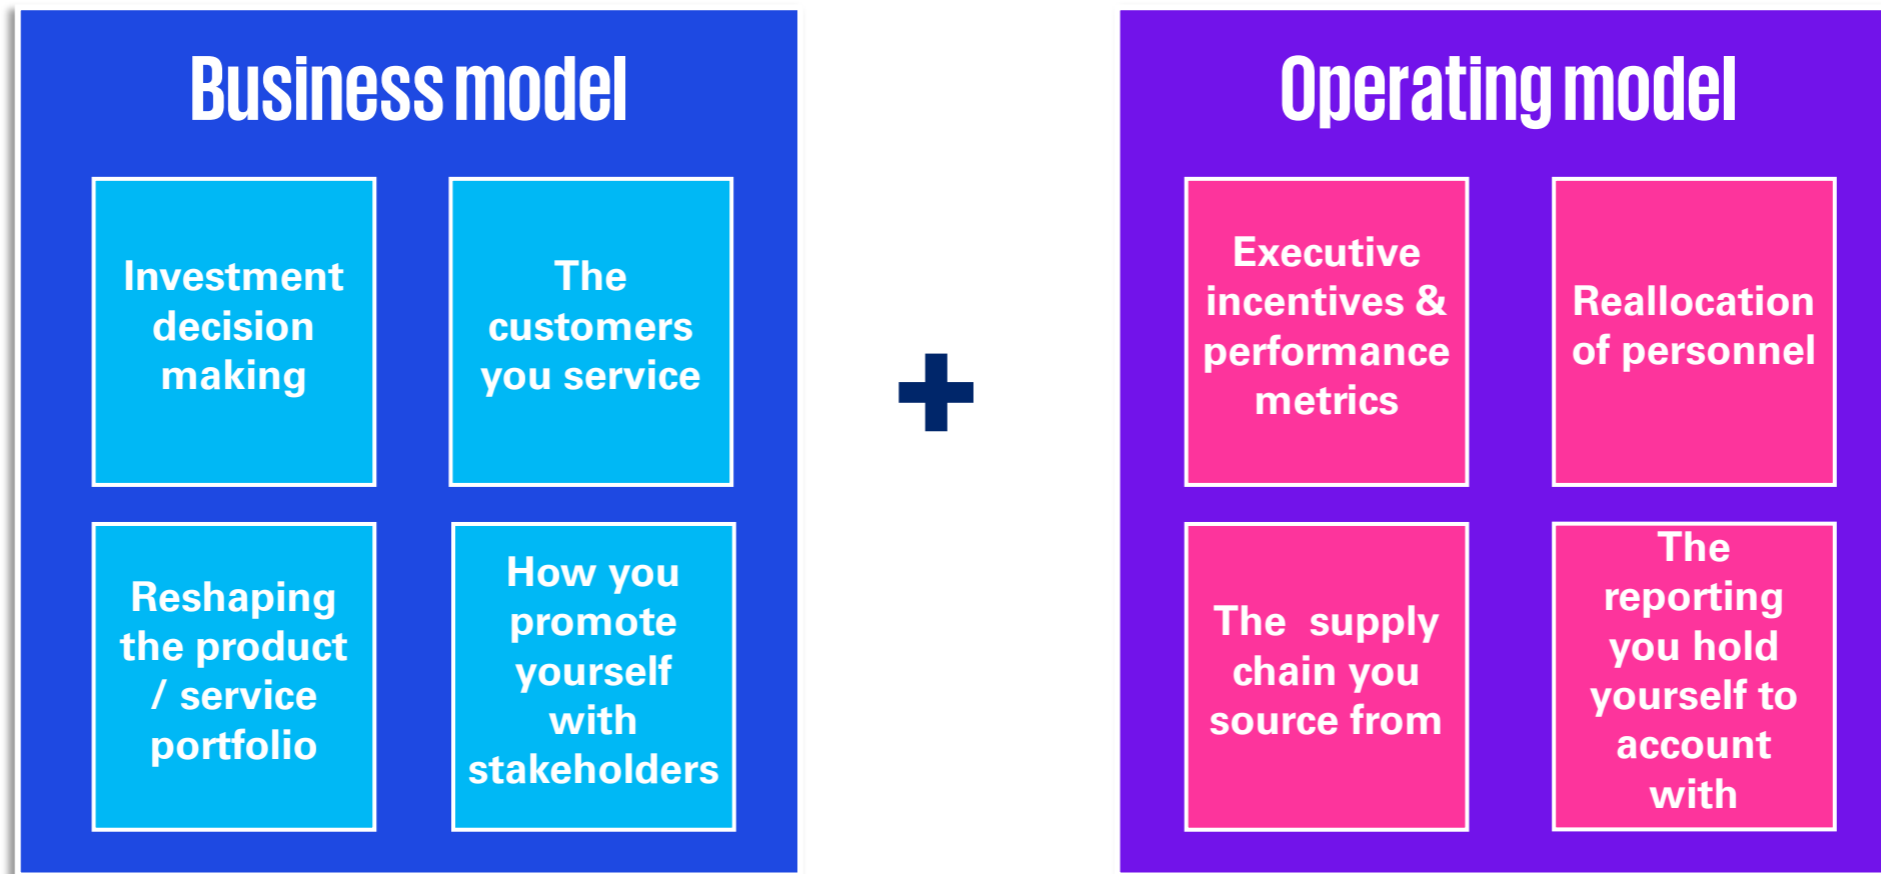 Business model
Investment
decision
making
The
customers
you service
Reshaping
the product
/ service
portfolio
How you
promote
yourself
with
stakeholders
+
Operating model
Executive
incentives &
performance
metrics
Reallocation
of personnel
The  supply
chain you
source from
The
reporting
you hold
yourself to
account
with